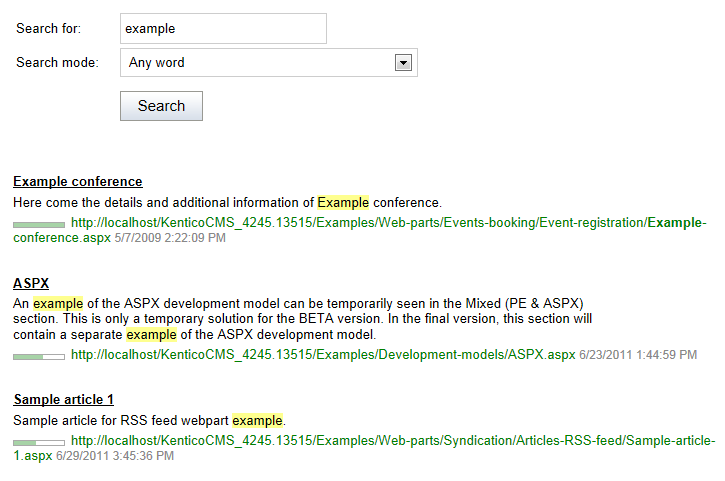 Search for: example
Search mode: Any word
Search
Example conference
Here come the details and additional information of Example conference.
http://localhost/KenticoCMS_4245.13515/Examples/Web-parts/Events-booking/Event-registration/Example-
conference.aspx 5/7/2009 2:22:09 PM
ASPX
An example of the ASPX development model can be temporarily seen in the Mixed (PE & ASPX)
section. This is only a temporary solution for the BETA version. In the final version, this section will
contain a separate example of the ASPX development model.
http://localhost/KenticoCMS_4245.13515/Examples/Development-models/ASPX.aspx 6/23/2011 1:44:59 PM
Sample article 1
Sample article for RSS feed webpart example.
http://localhost/KenticoCMS_4245.13515/Examples/Web-parts/Syndication/Articles-RSS-feed/Sample-article-
1.aspx 6/29/2011 3:45:36 PM